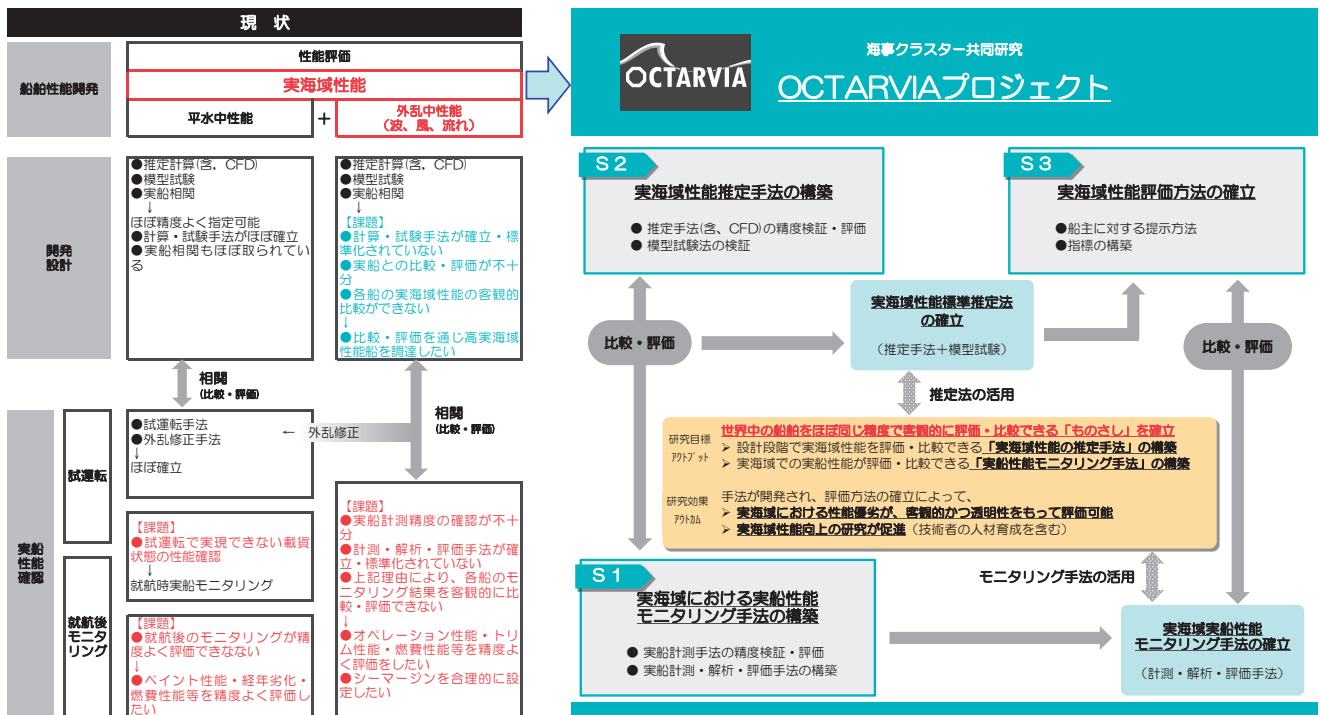 現 状
船舶性能開発
性能評価
実海域性能
平水中性能
+
外乱中性能
(波、風、流れ)
開発
設計
●推定計算(含、CFD)
●模型試験
●実船相関
↓
ほぼ精度よく指定可能
●計算・試験手法がほぼ確立
●実船相関もほぼ取られてい
る
●推定計算(含、CFD)
●模型試験
●実船相関
↓
【課題】
●計算・試験手法が確立・標
準化されていない
●実船との比較・評価が不十
分
●各船の実海域性能の客観的
比較ができない
↓
●比較・評価を通じ高実海域
性能船を調達したい
相関
(比較・評価)
相関
(比較・評価)
実船
性能
確認
試運転
●試運転手法
●外乱修正手法
↓
ほぼ確立
← 外乱修正
【課題】
●試運転で実現できない載貨
状態の性能確認
↓
就航時実船モニタリング
就航後
モニタ
リング
【課題】
●就航後のモニタリングが精
度よく評価できなない
↓
●ペイント性能・経年劣化・
燃費性能等を精度よく評価し
たい
【課題】
●実船計測精度の確認が不十
分
●計測・解析・評価手法が確
立・標準化されていない
●上記理由により、各船のモ
ニタリング結果を客観的に比
較・評価できない
↓
●オペレーション性能・トリ
ム性能・燃費性能等を精度よ
く評価をしたい
●シーマージンを合理的に設
定したい
OCTARVIA
海事クラスター共同研究
OCTARVIAプロジェクト
S2
実海域性能推定手法の構築
● 推定手法(含、CFD)の精度検証・評価
● 模型試験法の検証
S3
実海域性能評価方法の確立
●船主に対する提示方法
●指標の構築
比較・評価
実海域性能標準推定法
の確立
(推定手法+模型試験)
比較・評価
推定法の活用
研究目標
アウトプット
世界中の船舶をほぼ同じ精度で客観的に評価・比較できる「ものさし」を確立
➢ 設計段階で実海域性能を評価・比較できる「実海域性能の推定手法」の構築
➢ 実海域での実船性能が評価・比較できる「実船性能モニタリング手法」の構築
研究効果
アウトカム
手法が開発され、評価方法の確立によって、
➢ 実海域における性能優劣が、客観的かつ透明性をもって評価可能
➢ 実海域性能向上の研究が促進（技術者の人材育成を含む）
モニタリング手法の活用
S1
実海域における実船性能
モニタリング手法の構築
● 実船計測手法の精度検証・評価
● 実船計測・解析・評価手法の構築
実海域実船性能
モニタリング手法の確立
(計測・解析・評価手法)